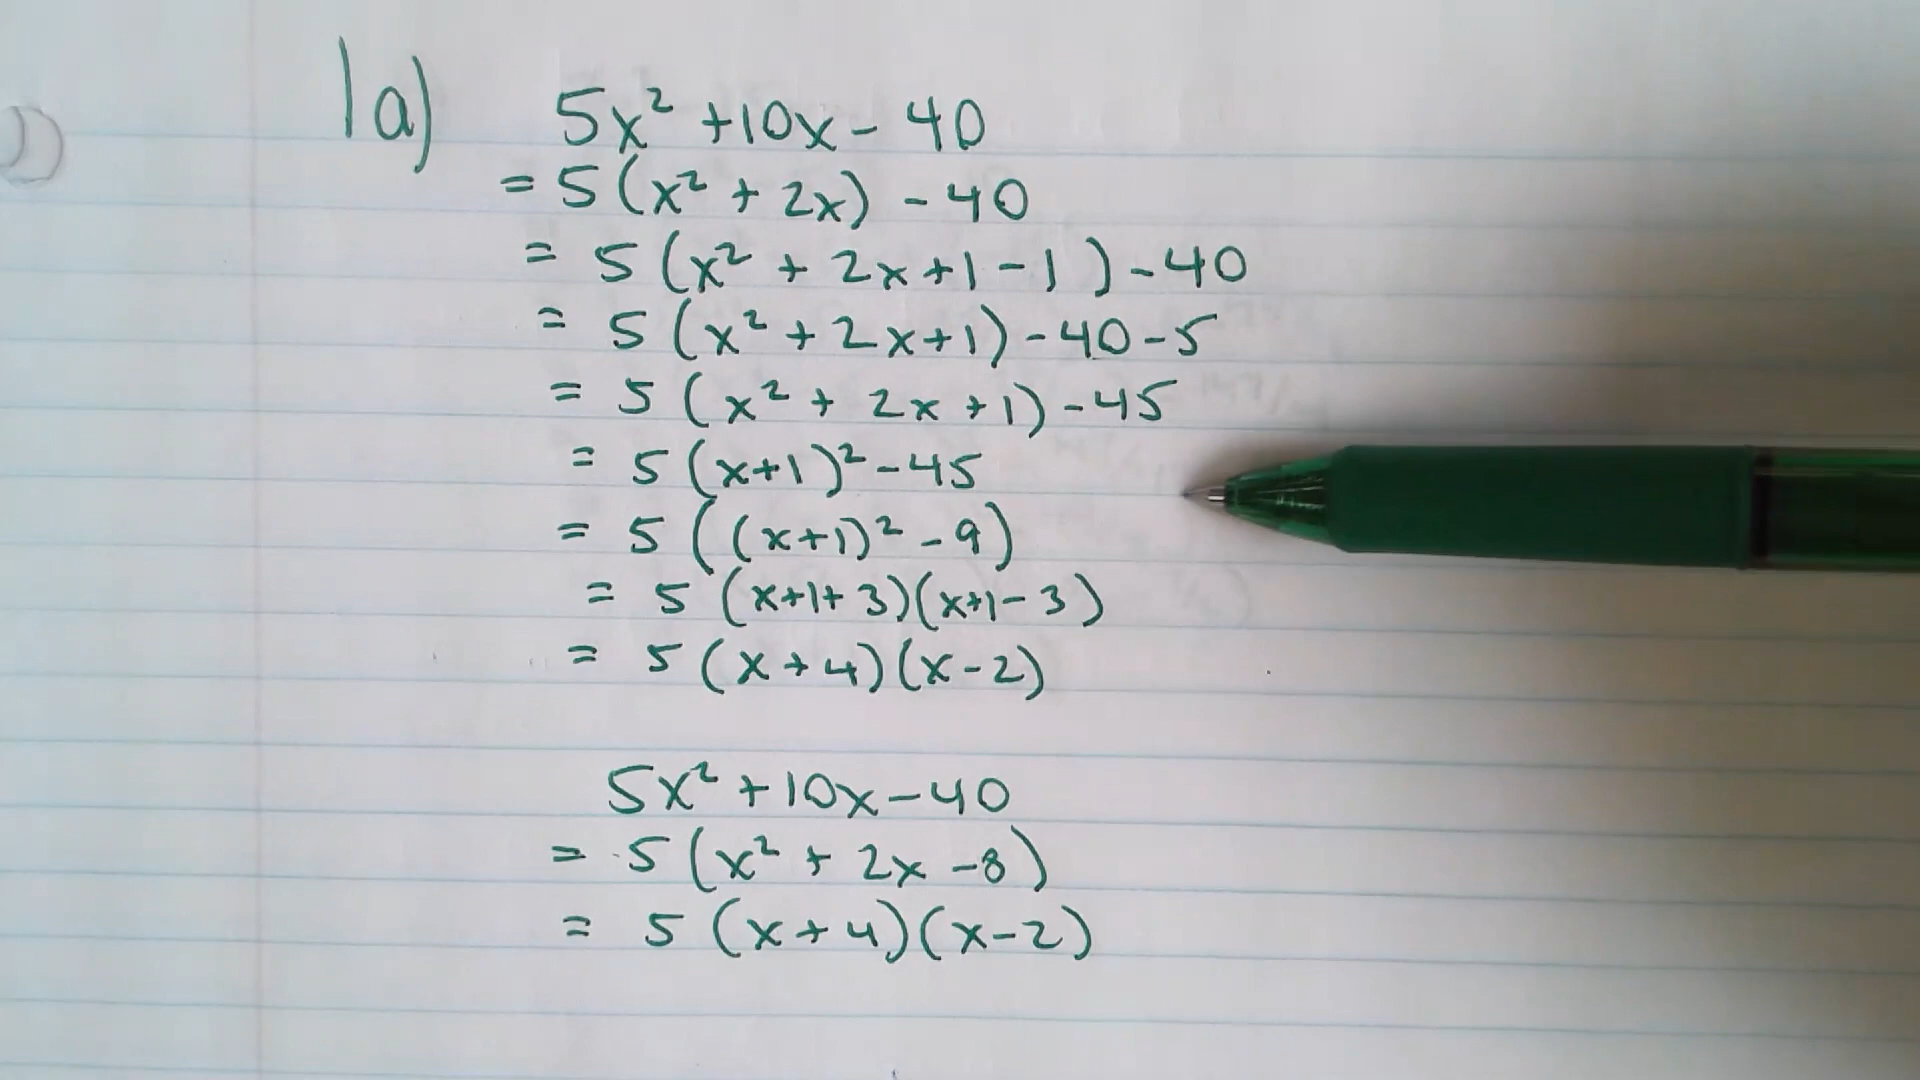 1a) 5x² + 10x - 40
= 5(x² + 2x) - 40
= 5(x² + 2x + 1 - 1) - 40
= 5(x² + 2x + 1) - 40 - 5
= 5(x² + 2x + 1) - 45
= 5(x+1)² - 45
= 5((x+1)² - 9)
= 5(x+1+3)(x+1-3)
= 5(x+4)(x-2)
5x² + 10x - 40
= 5(x² + 2x - 8)
= 5(x+4)(x-2)